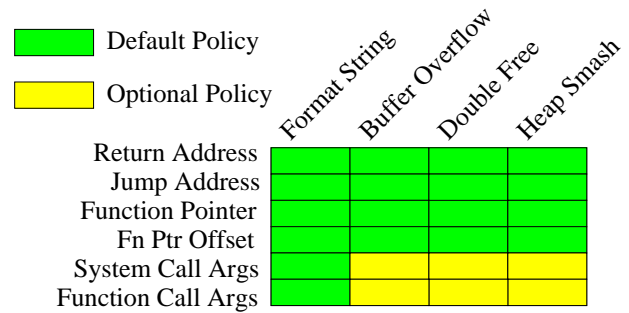 Default Policy
Optional Policy
Format String
Buffer Overflow
Double Free
Heap Smash
Return Address
Jump Address
Function Pointer
Fn Ptr Offset
System Call Args
Function Call Args